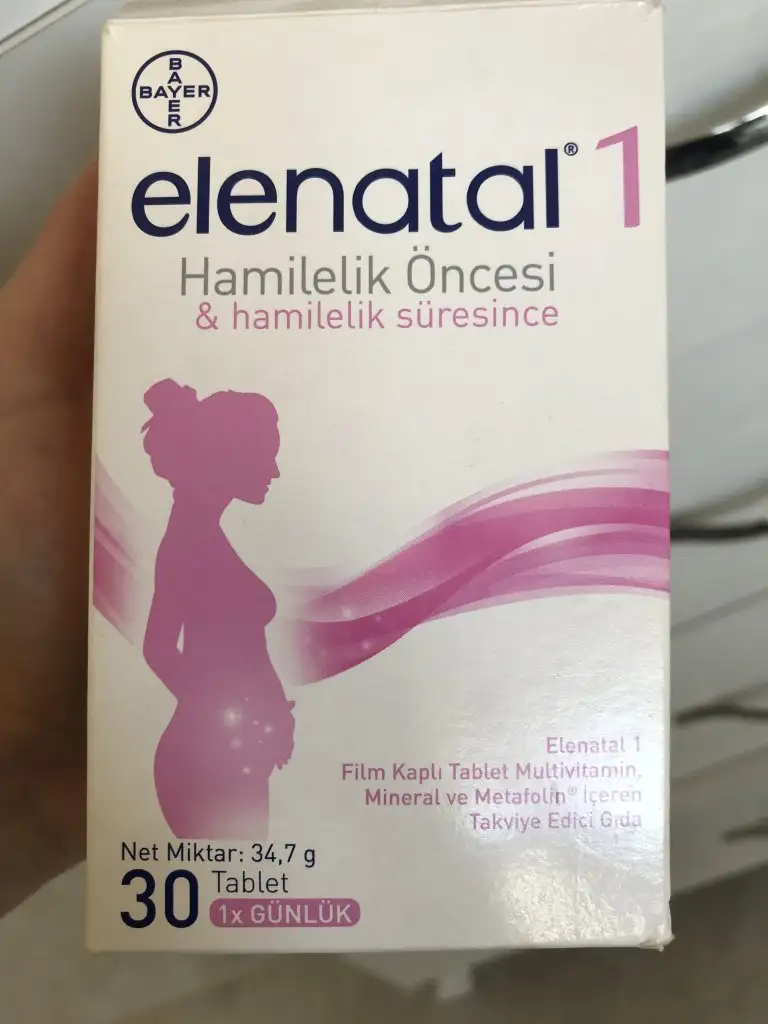 BAYER
BAYER
elenatal® 1
Hamilelik Öncesi
& hamilelik süresince
Elenatal 1
Film Kaplı Tablet Multivitamin,
Mineral ve Metafolin® İçeren
Takviye Edici Gıda
Net Miktar: 34,7 g
30 Tablet
1x GÜNLÜK